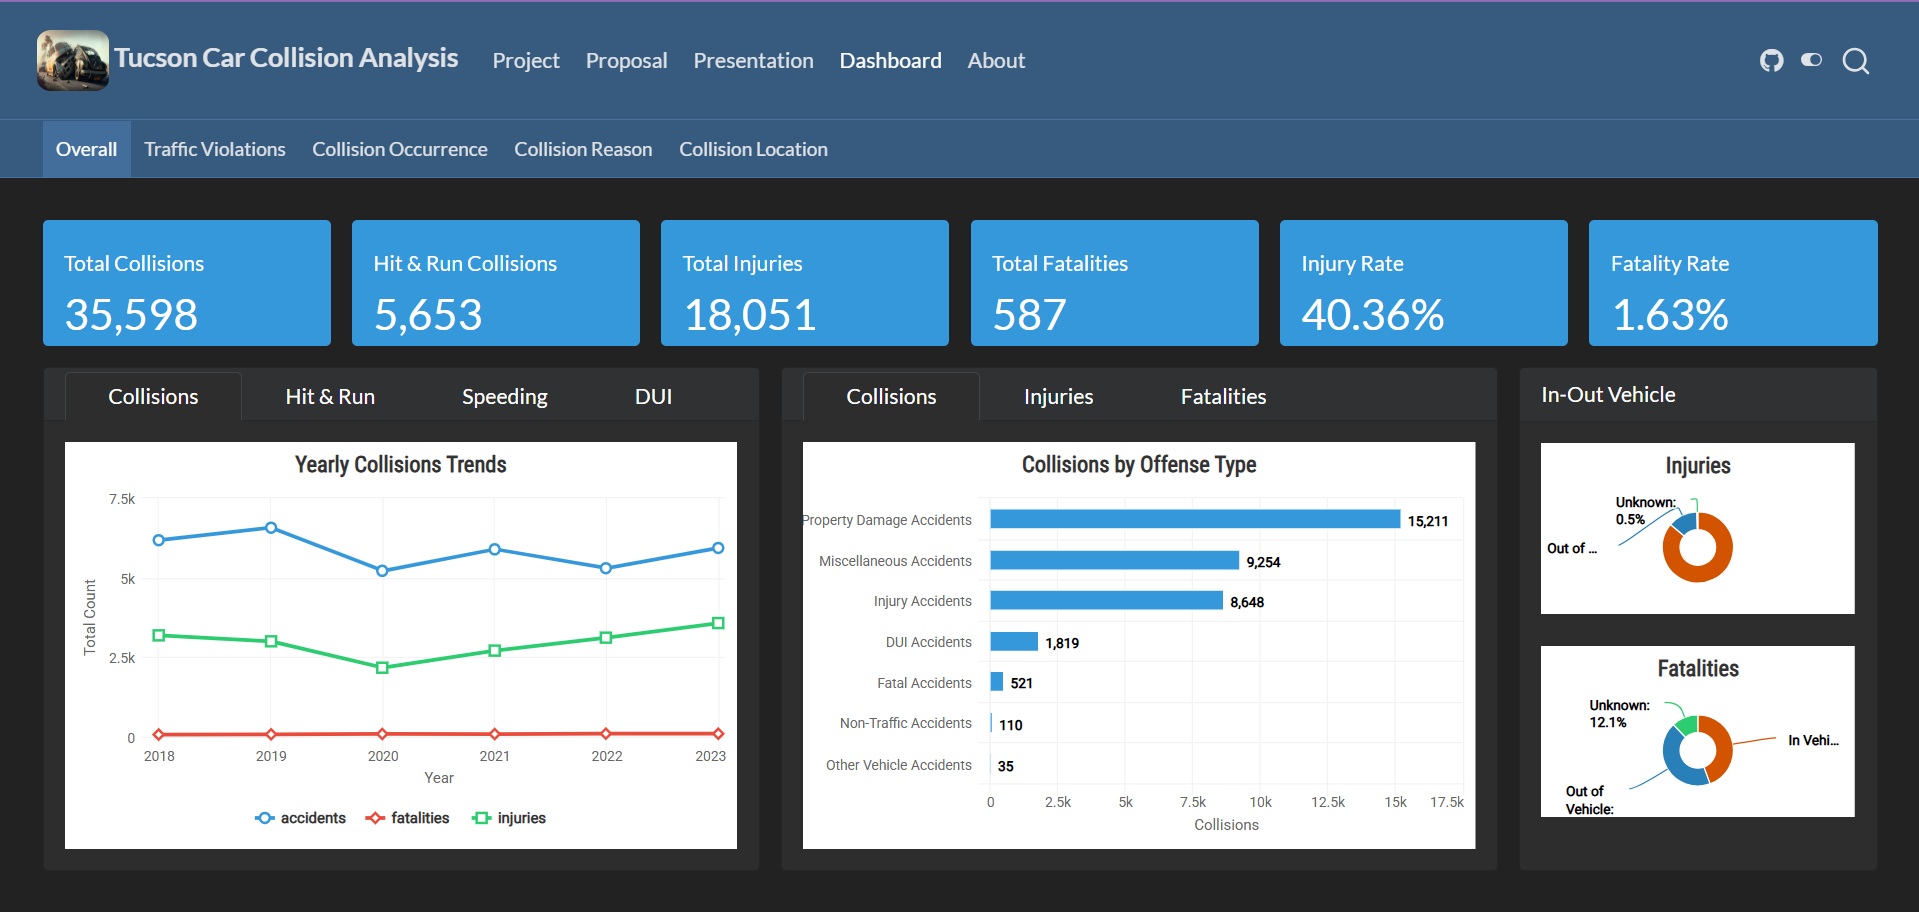 Tucson Car Collision Analysis
Project
Proposal
Presentation
Dashboard
About
Overall
Traffic Violations
Collision Occurrence
Collision Reason
Collision Location
Total Collisions
35,598
Hit & Run Collisions
5,653
Total Injuries
18,051
Total Fatalities
587
Injury Rate
40.36%
Fatality Rate
1.63%
Collisions
Hit & Run
Speeding
DUI
Yearly Collisions Trends
Total Count
7.5k
5k
2.5k
0
2018
2019
2020
2021
2022
2023
Year
accidents
fatalities
injuries
Collisions
Injuries
Fatalities
Collisions by Offense Type
Property Damage Accidents
15,211
Miscellaneous Accidents
9,254
Injury Accidents
8,648
DUI Accidents
1,819
Fatal Accidents
521
Non-Traffic Accidents
110
Other Vehicle Accidents
35
0
2.5k
5k
7.5k
10k
12.5k
15k
17.5k
Collisions
In-Out Vehicle
Injuries
Unknown:
0.5%
Out of ...
Fatalities
Unknown:
12.1%
In Vehi...
Out of
Vehicle: